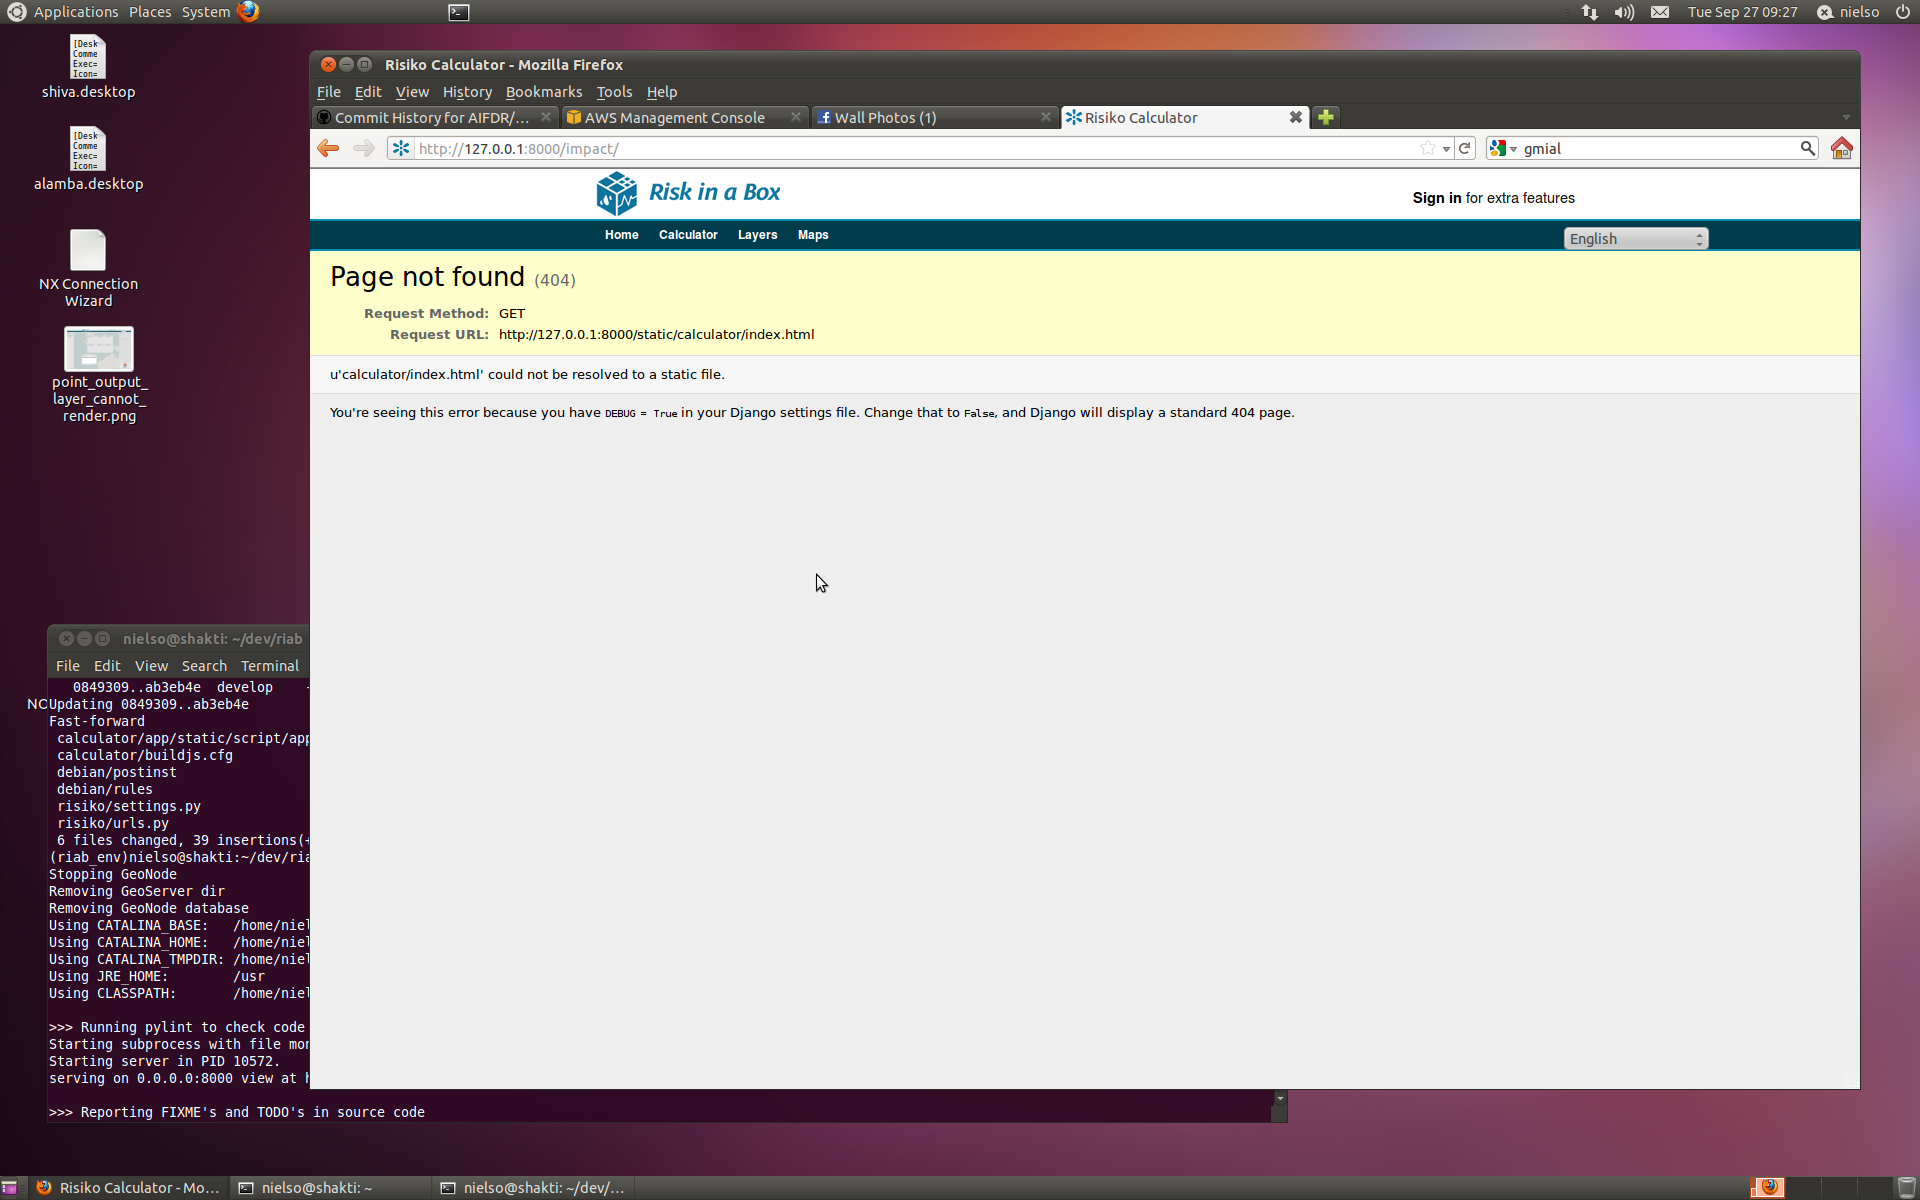 Applications Places System
Tue Sep 27 09:27 nielso
[Desk
Comme
Exec=
Icon=
shiva.desktop
[Desk
Comme
Exec=
Icon=
alamba.desktop
NX Connection
Wizard
point_output_
layer_cannot_
render.png
Risiko Calculator - Mozilla Firefox
File Edit View History Bookmarks Tools Help
Commit History for AIFDR/... AWS Management Console Wall Photos (1) Risiko Calculator
http://127.0.0.1:8000/impact/ gmial
Risk in a Box
Sign in for extra features
Home Calculator Layers Maps English
Page not found (404)
Request Method: GET
Request URL: http://127.0.0.1:8000/static/calculator/index.html
u'calculator/index.html' could not be resolved to a static file.
You're seeing this error because you have DEBUG = True in your Django settings file. Change that to False, and Django will display a standard 404 page.
nielso@shakti: ~/dev/riab
File Edit View Search Terminal
0849309..ab3eb4e develop
NC
Updating 0849309..ab3eb4e
Fast-forward
calculator/app/static/script/app
calculator/buildjs.cfg
debian/postinst
debian/rules
risiko/settings.py
risiko/urls.py
6 files changed, 39 insertions(
(riab_env)nielso@shakti:~/dev/ria
Stopping GeoNode
Removing GeoServer dir
Removing GeoNode database
Using CATALINA_BASE: /home/niel
Using CATALINA_HOME: /home/niel
Using CATALINA_TMPDIR: /home/niel
Using JRE_HOME: /usr
Using CLASSPATH: /home/niel
>>> Running pylint to check code
Starting subprocess with file mon
Starting server in PID 10572.
serving on 0.0.0.0:8000 view at h
>>> Reporting FIXME's and TODO's in source code
Risiko Calculator - Mo... nielso@shakti: ~ nielso@shakti: ~/dev/...